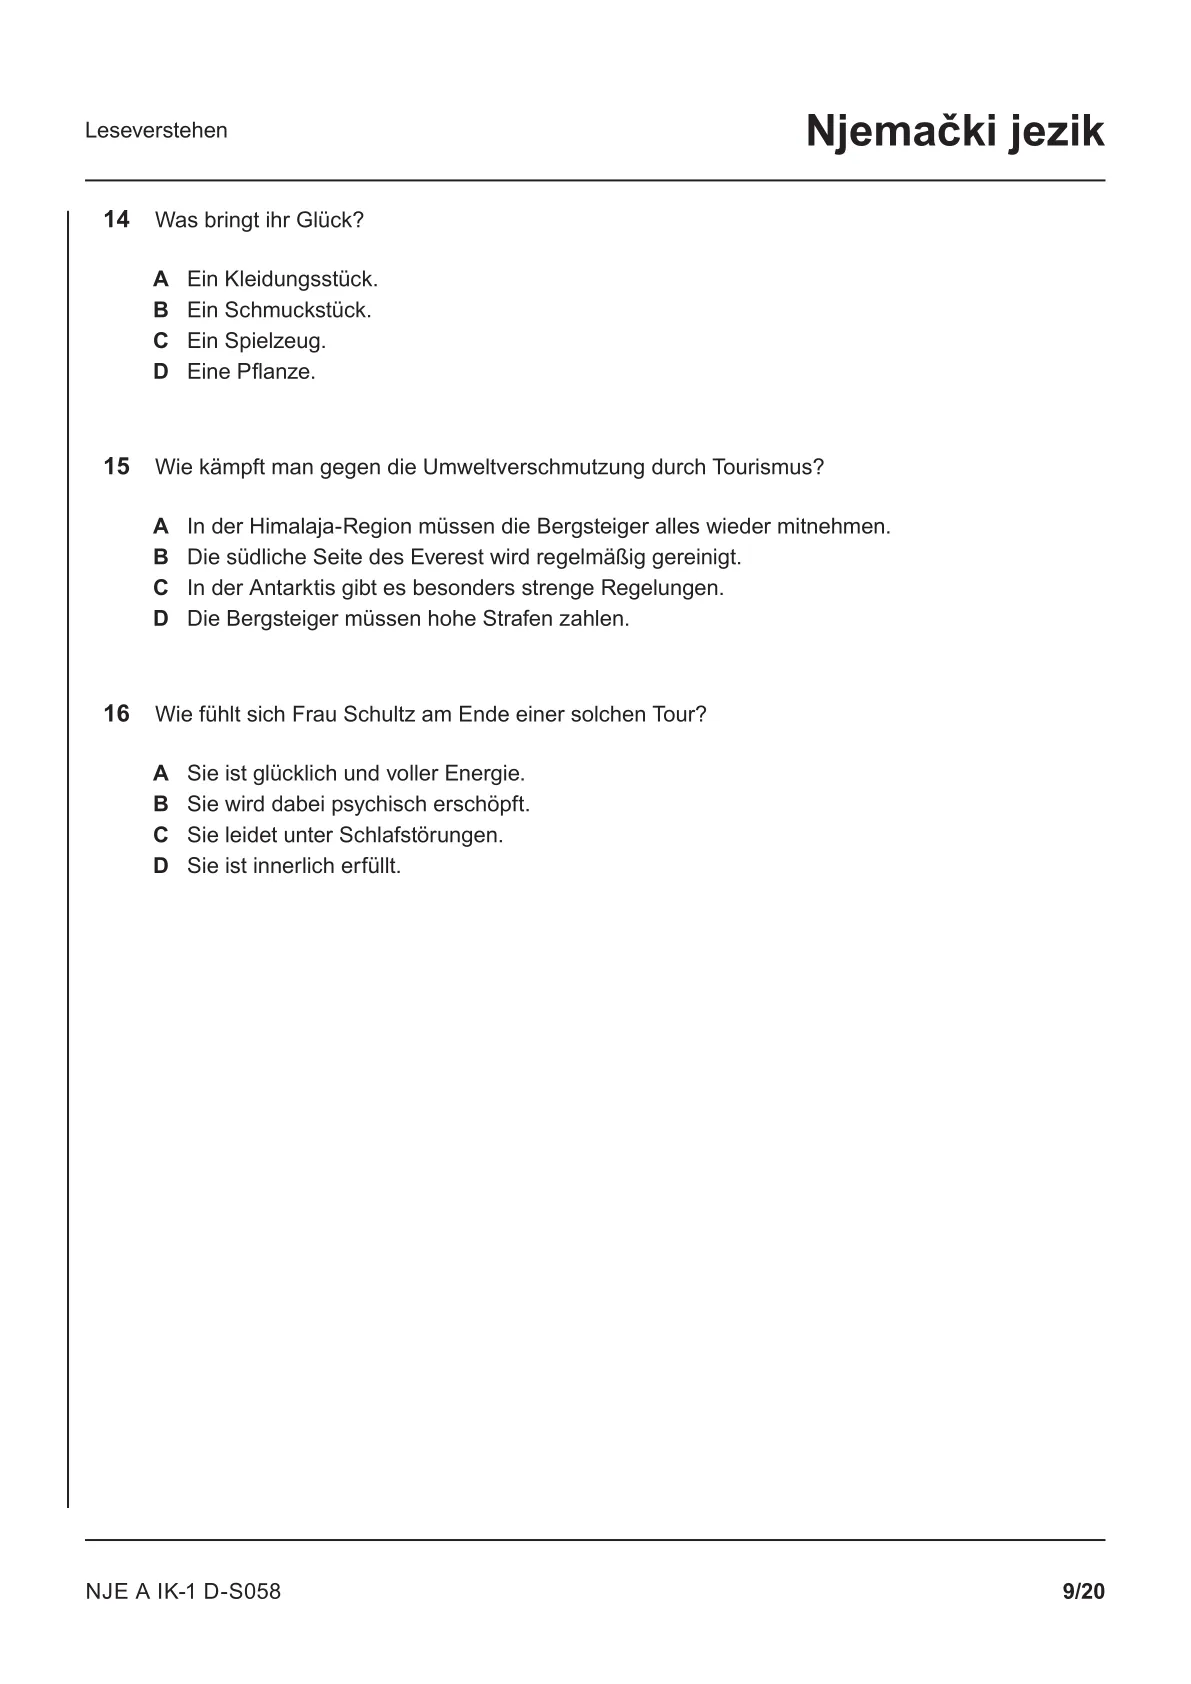 Leseverstehen
Njemački jezik
14 Was bringt ihr Glück?
A Ein Kleidungsstück.
B Ein Schmuckstück.
C Ein Spielzeug.
D Eine Pflanze.
15 Wie kämpft man gegen die Umweltverschmutzung durch Tourismus?
A In der Himalaja-Region müssen die Bergsteiger alles wieder mitnehmen.
B Die südliche Seite des Everest wird regelmäßig gereinigt.
C In der Antarktis gibt es besonders strenge Regelungen.
D Die Bergsteiger müssen hohe Strafen zahlen.
16 Wie fühlt sich Frau Schultz am Ende einer solchen Tour?
A Sie ist glücklich und voller Energie.
B Sie wird dabei psychisch erschöpft.
C Sie leidet unter Schlafstörungen.
D Sie ist innerlich erfüllt.
NJE A IK-1 D-S058
9/20